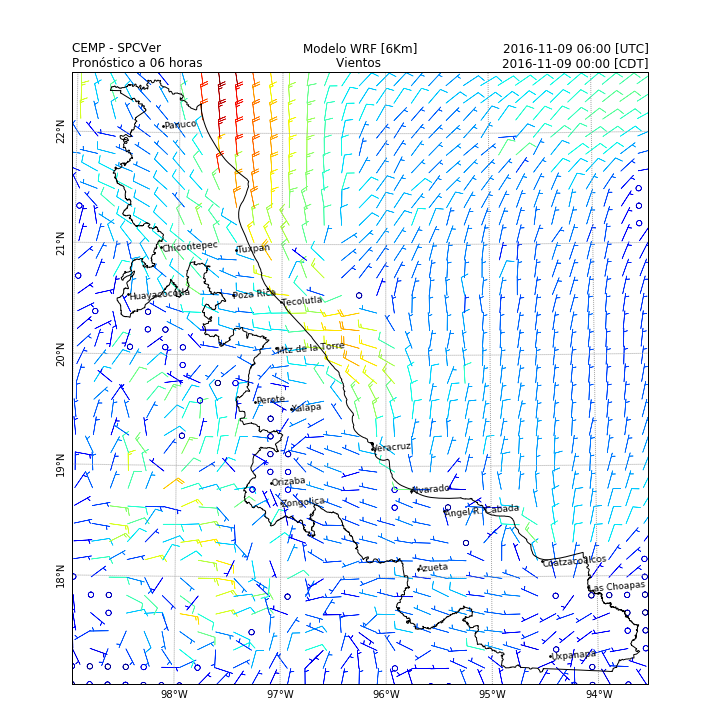 CEMP - SPCVer Modelo WRF [6Km] 2016-11-09 06:00 [UTC]
Pronóstico a 06 horas Vientos 2016-11-09 00:00 [CDT]
22°N
Panuco
21°N
Chicontepec
Tuxpan
Huayacocotla
Poza Rica
Tecolutla
20°N
Mtz de la Torre
Perote
Xalapa
19°N
Veracruz
Orizaba
Alvarado
Zongolica
Angel R. Cabada
18°N
Azueta
Coatzacoalcos
Las Choapas
Uxpanapa
98°W 97°W 96°W 95°W 94°W